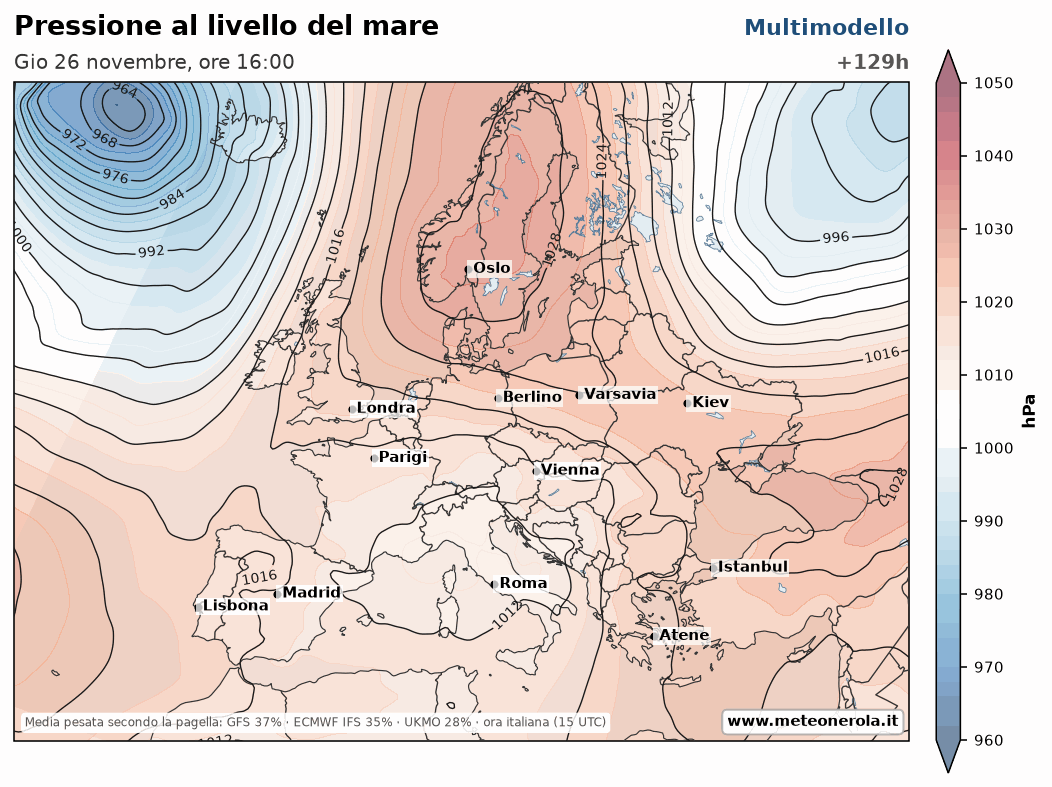 Pressione al livello del mare
Multimodello
Gio 26 novembre, ore 16:00
+129h
1050
1040
1030
1020
1010
1000
990
980
970
960
hPa
964
968
972
976
984
992
1016
1024
1012
1028
996
1016
1028
1016
1012
1012
Oslo
Londra
Berlino
Varsavia
Kiev
Parigi
Vienna
Istanbul
Roma
Madrid
Lisbona
Atene
Media pesata secondo la pagella: GFS 37% · ECMWF IFS 35% · UKMO 28% · ora italiana (15 UTC)
www.meteonerola.it